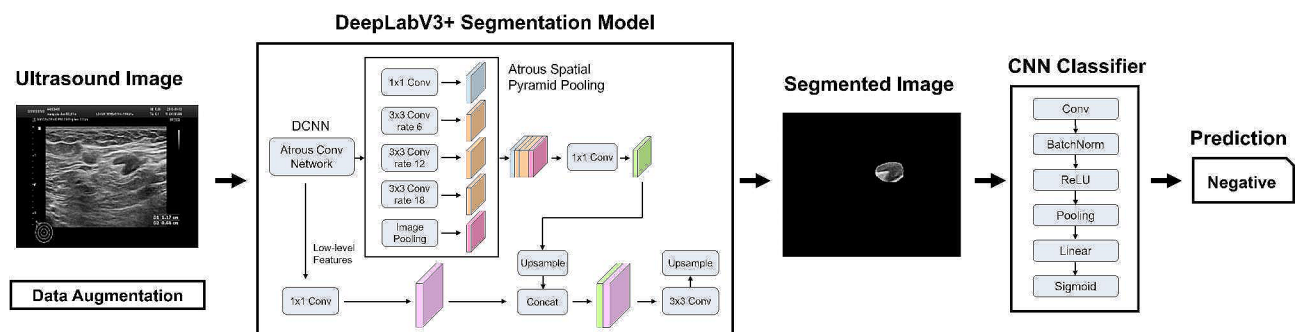 DeepLabV3+ Segmentation Model
Ultrasound Image
Data Augmentation
DCNN
Atrous Conv
Network
Low-level
Features
1x1 Conv
1x1 Conv
3x3 Conv
rate 6
3x3 Conv
rate 12
3x3 Conv
rate 18
Image
Pooling
Atrous Spatial
Pyramid Pooling
1x1 Conv
Upsample
Concat
Upsample
3x3 Conv
Segmented Image
CNN Classifier
Conv
BatchNorm
ReLU
Pooling
Linear
Sigmoid
Prediction
Negative